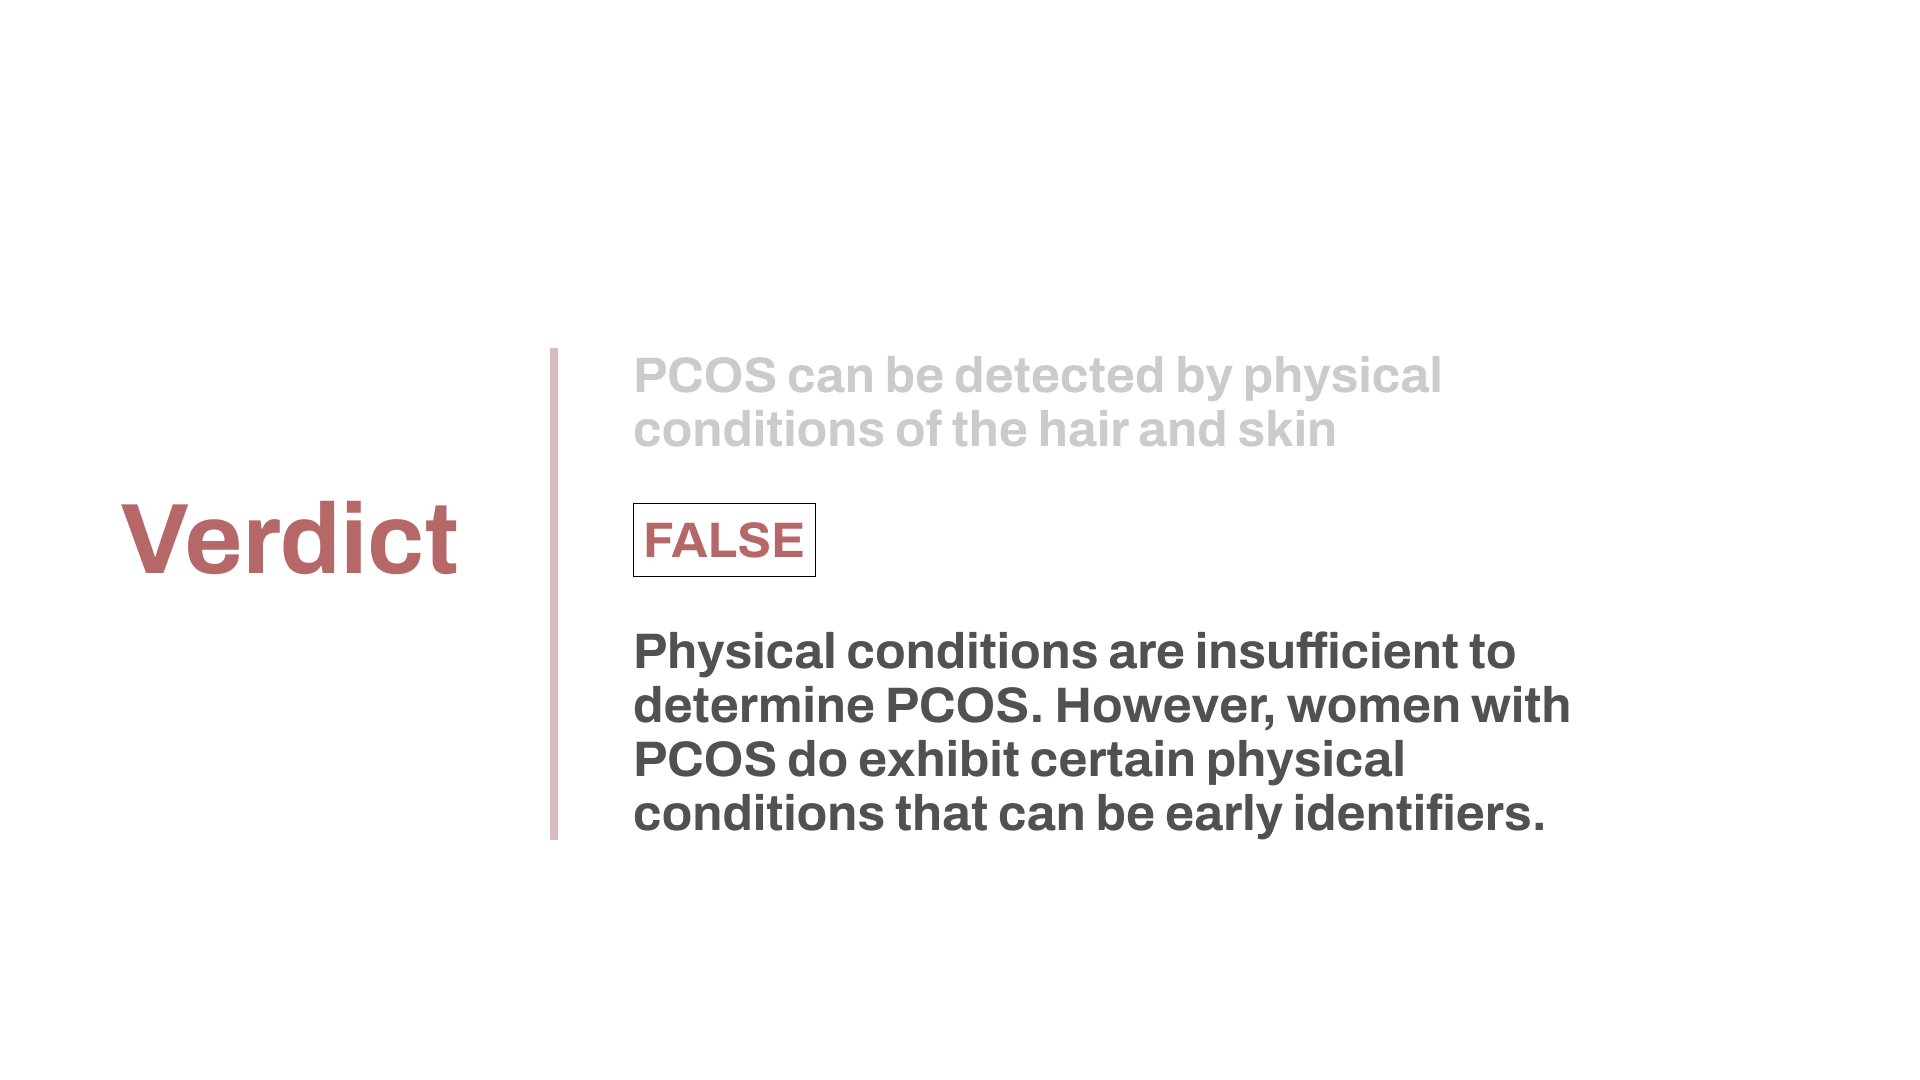 Verdict
PCOS can be detected by physical
conditions of the hair and skin
FALSE
Physical conditions are insufficient to
determine PCOS. However, women with
PCOS do exhibit certain physical
conditions that can be early identifiers.